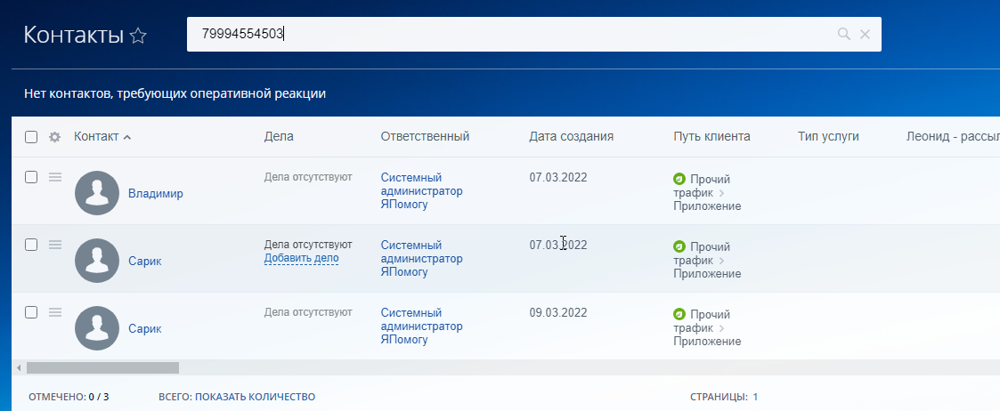 Контакты
79994554503
Нет контактов, требующих оперативной реакции
Контакт Дела Ответственный Дата создания Путь клиента Тип услуги Леонид - рассыл
Владимир
Дела отсутствуют
Системный
администратор
ЯПомогу
07.03.2022
Прочий
трафик
Приложение
Сарик
Дела отсутствуют
Добавить дело
Системный
администратор
ЯПомогу
07.03.2022
Прочий
трафик
Приложение
Сарик
Дела отсутствуют
Системный
администратор
ЯПомогу
09.03.2022
Прочий
трафик
Приложение
ОТМЕЧЕНО: 0 / 3 ВСЕГО: ПОКАЗАТЬ КОЛИЧЕСТВО СТРАНИЦЫ: 1